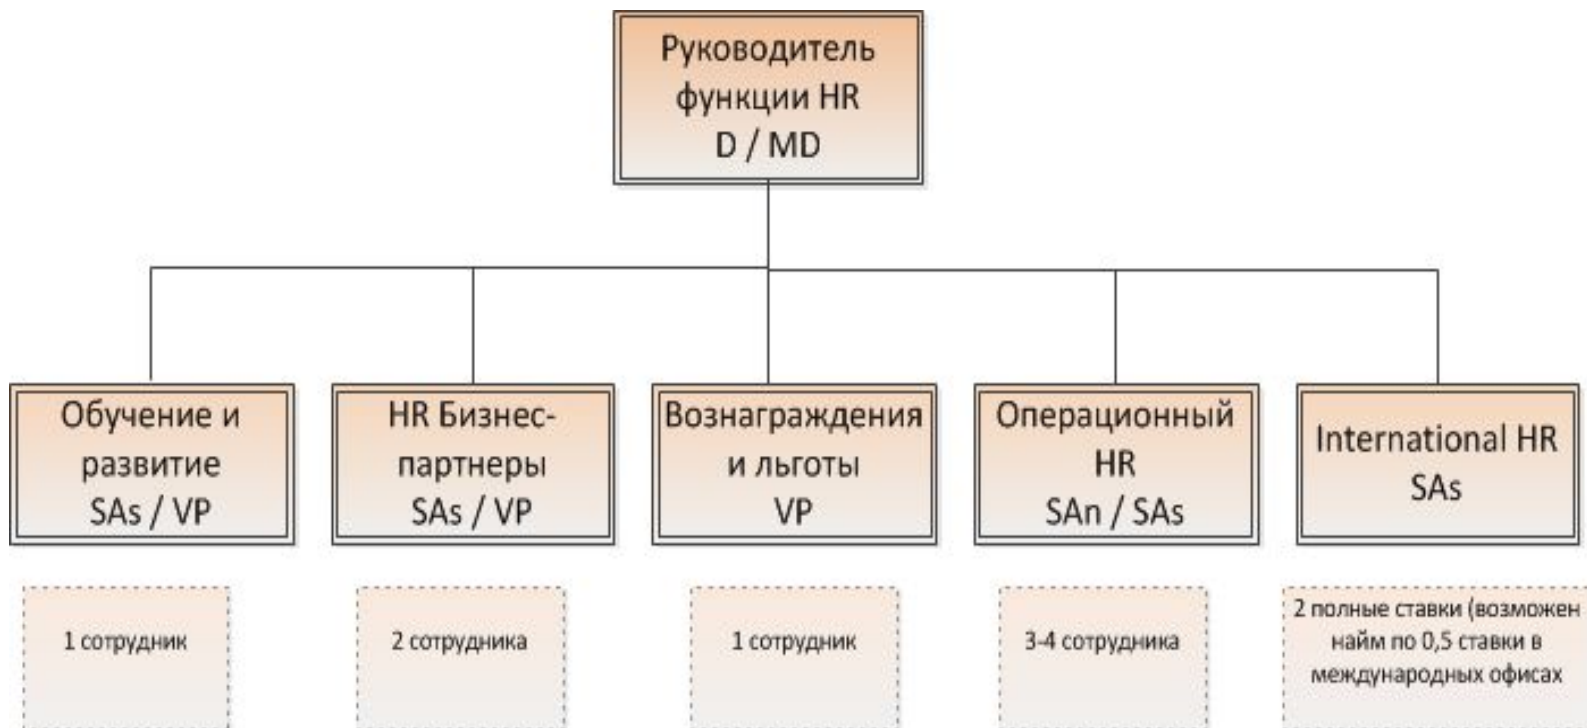 Руководитель
функции HR
D / MD
Обучение и
развитие
SAs / VP
HR Бизнес-
партнеры
SAs / VP
Вознаграждения
и льготы
VP
Операционный
HR
SAn / SAs
International HR
SAs
1 сотрудник
2 сотрудника
1 сотрудник
3-4 сотрудника
2 полные ставки (возможен
найм по 0,5 ставки в
международных офисах